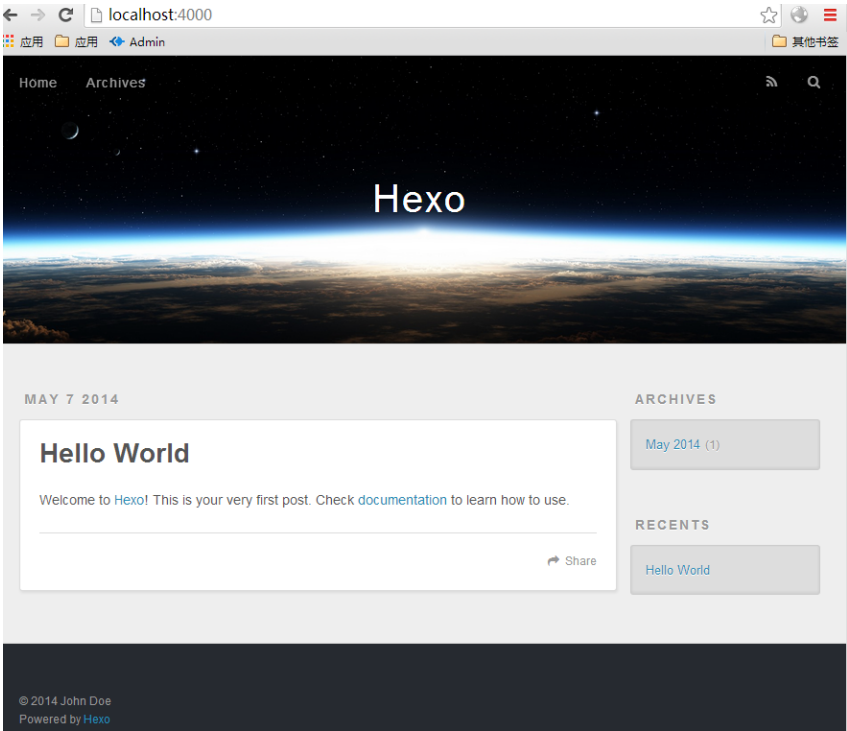 localhost:4000
应用 应用 Admin 其他书签
Home Archives
Hexo
MAY 7 2014
Hello World
Welcome to Hexo! This is your very first post. Check documentation to learn how to use.
Share
ARCHIVES
May 2014 (1)
RECENTS
Hello World
© 2014 John Doe
Powered by Hexo